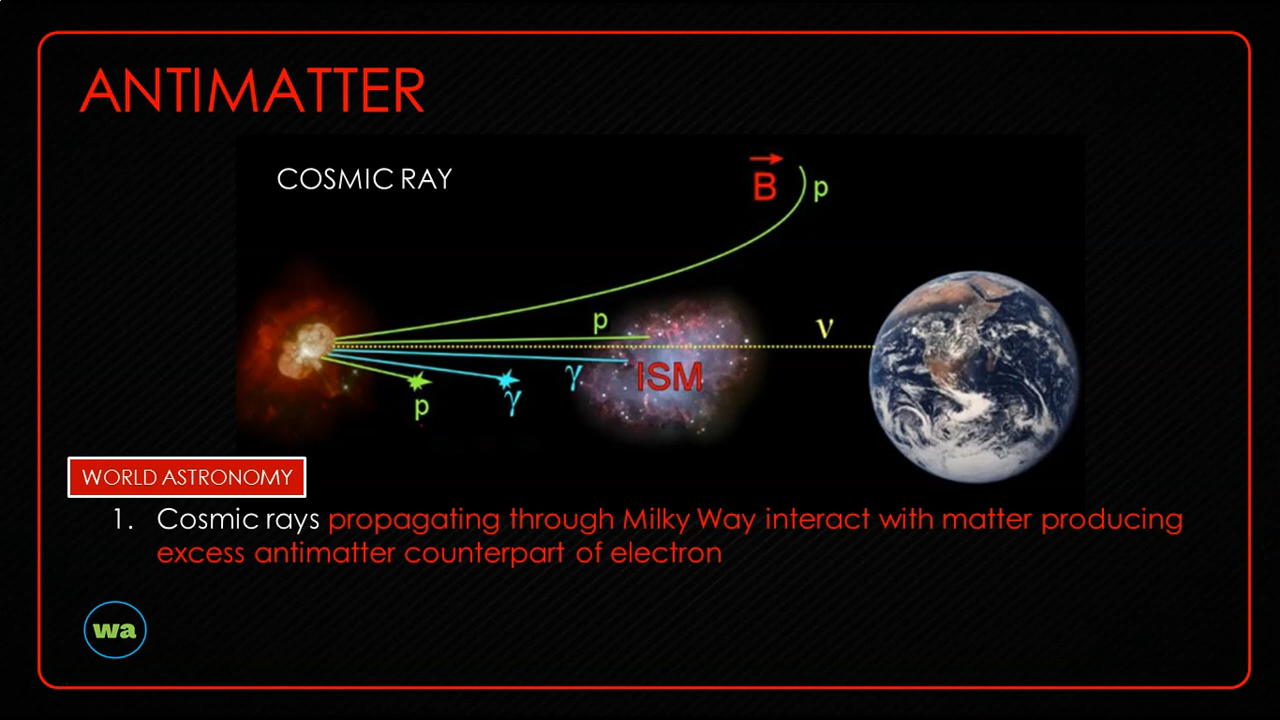 ANTIMATTER
COSMIC RAY
B
p
p
ν
γ
ISM
p
γ
WORLD ASTRONOMY
1. Cosmic rays propagating through Milky Way interact with matter producing
excess antimatter counterpart of electron
wa